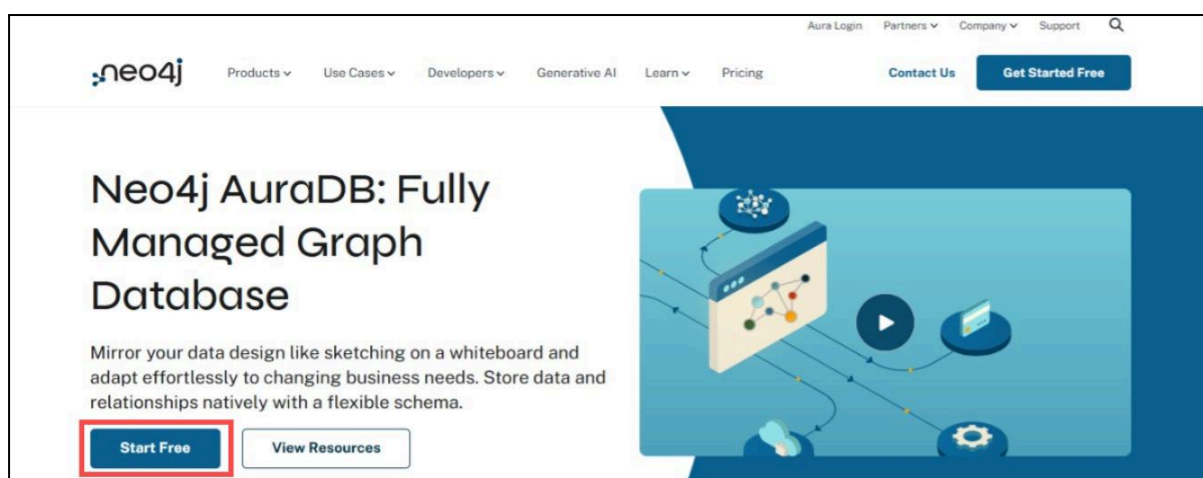 Aura Login Partners Company Support
neo4j Products Use Cases Developers Generative AI Learn Pricing Contact Us Get Started Free
Neo4j AuraDB: Fully
Managed Graph
Database
Mirror your data design like sketching on a whiteboard and
adapt effortlessly to changing business needs. Store data and
relationships natively with a flexible schema.
Start Free View Resources